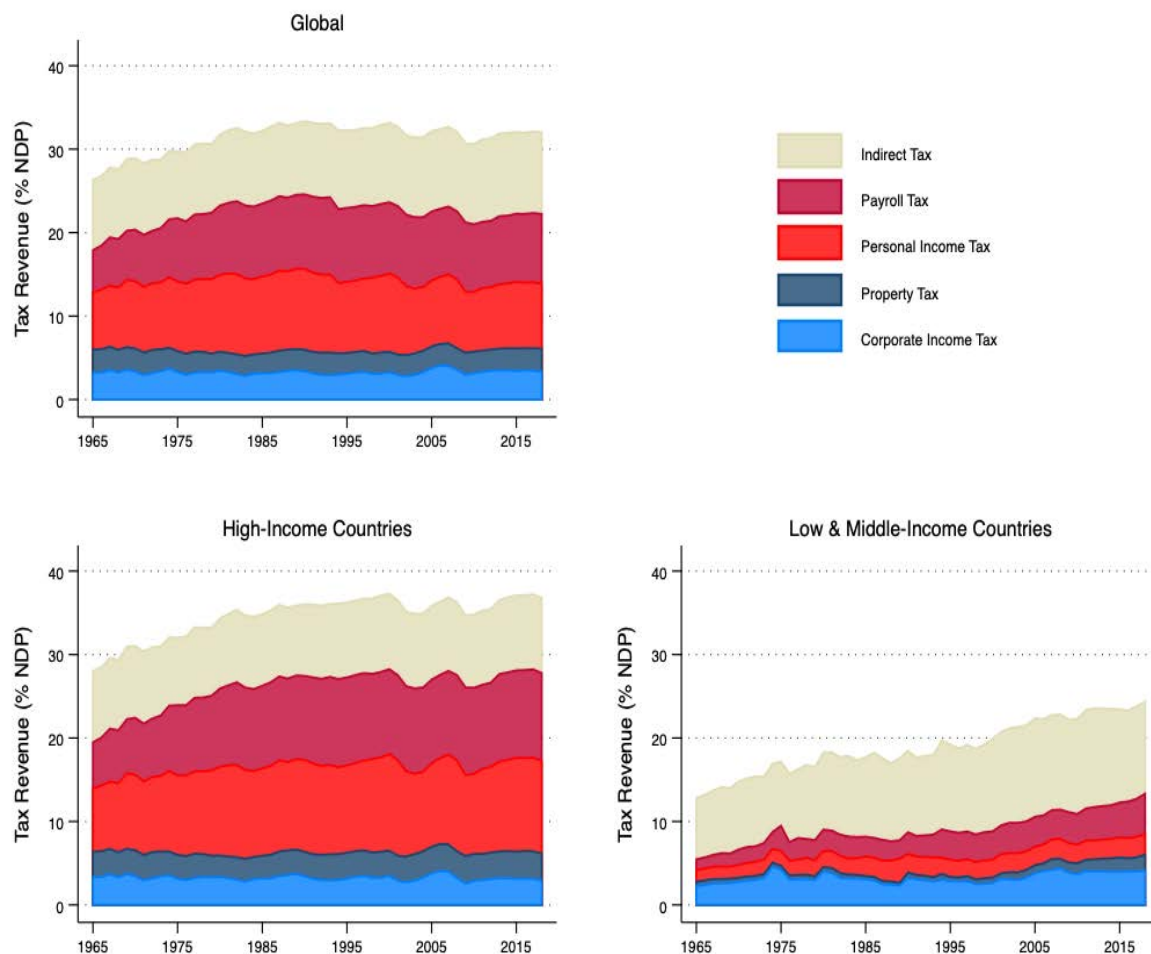 Global
Tax Revenue (% NDP)
40
30
20
10
0
1965 1975 1985 1995 2005 2015
Indirect Tax
Payroll Tax
Personal Income Tax
Property Tax
Corporate Income Tax
High-Income Countries
Tax Revenue (% NDP)
40
30
20
10
0
1965 1975 1985 1995 2005 2015
Low & Middle-Income Countries
Tax Revenue (% NDP)
40
30
20
10
0
1965 1975 1985 1995 2005 2015